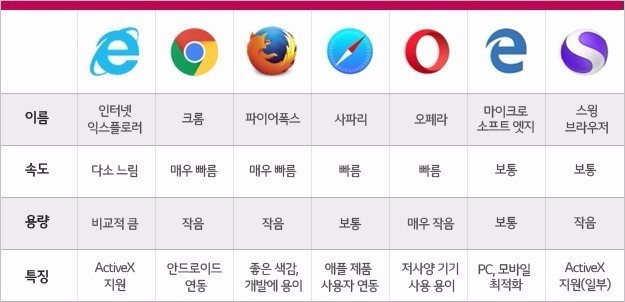 이름 인터넷 익스플로러 크롬 파이어폭스 사파리 오페라 마이크로 소프트 엣지 스윙 브라우저
속도 다소 느림 매우 빠름 매우 빠름 빠름 빠름 보통 보통
용량 비교적 큼 작음 작음 보통 매우 작음 보통 작음
특징 ActiveX 지원 안드로이드 연동 좋은 색감, 개발에 용이 애플 제품 사용자 연동 저사양 기기 사용 용이 PC, 모바일 최적화 ActiveX 지원(일부)